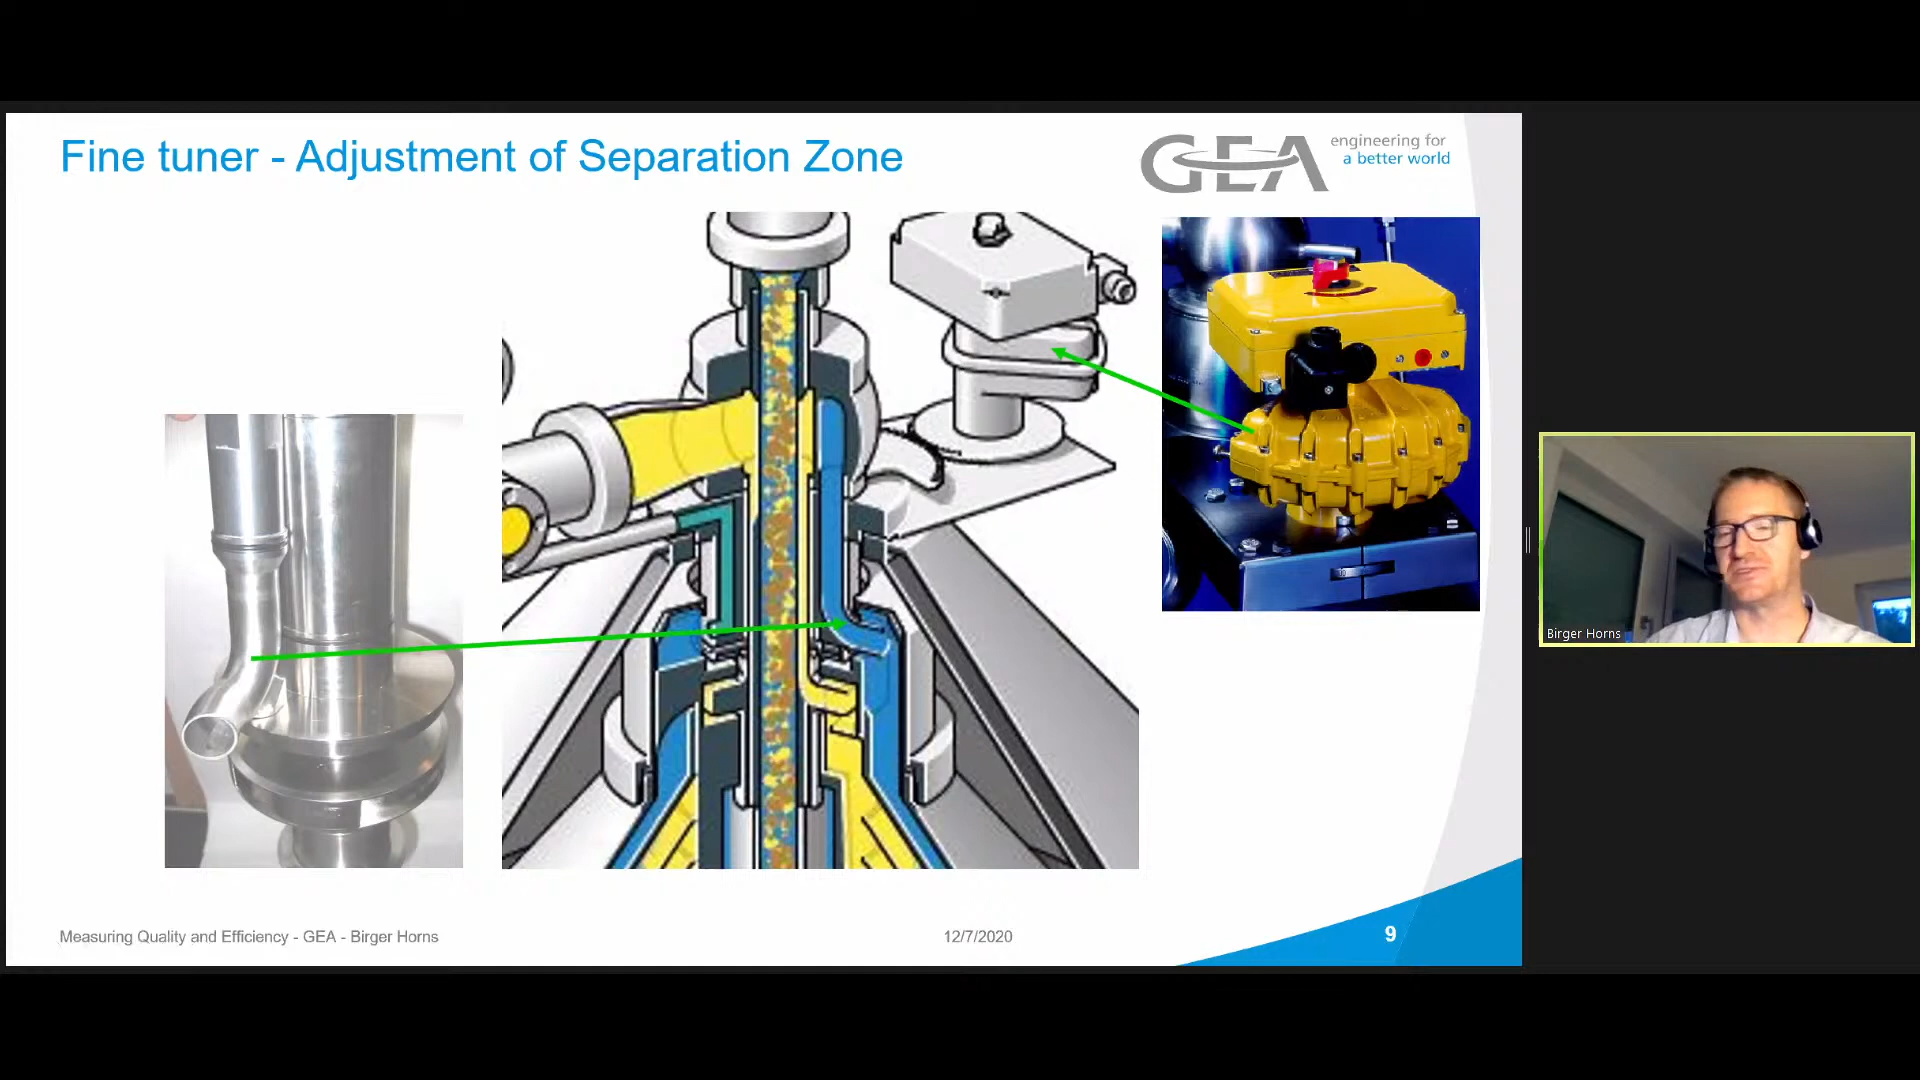 Fine tuner - Adjustment of Separation Zone
GEA
engineering for
a better world
Birger Horns
Measuring Quality and Efficiency - GEA - Birger Horns
12/7/2020
9